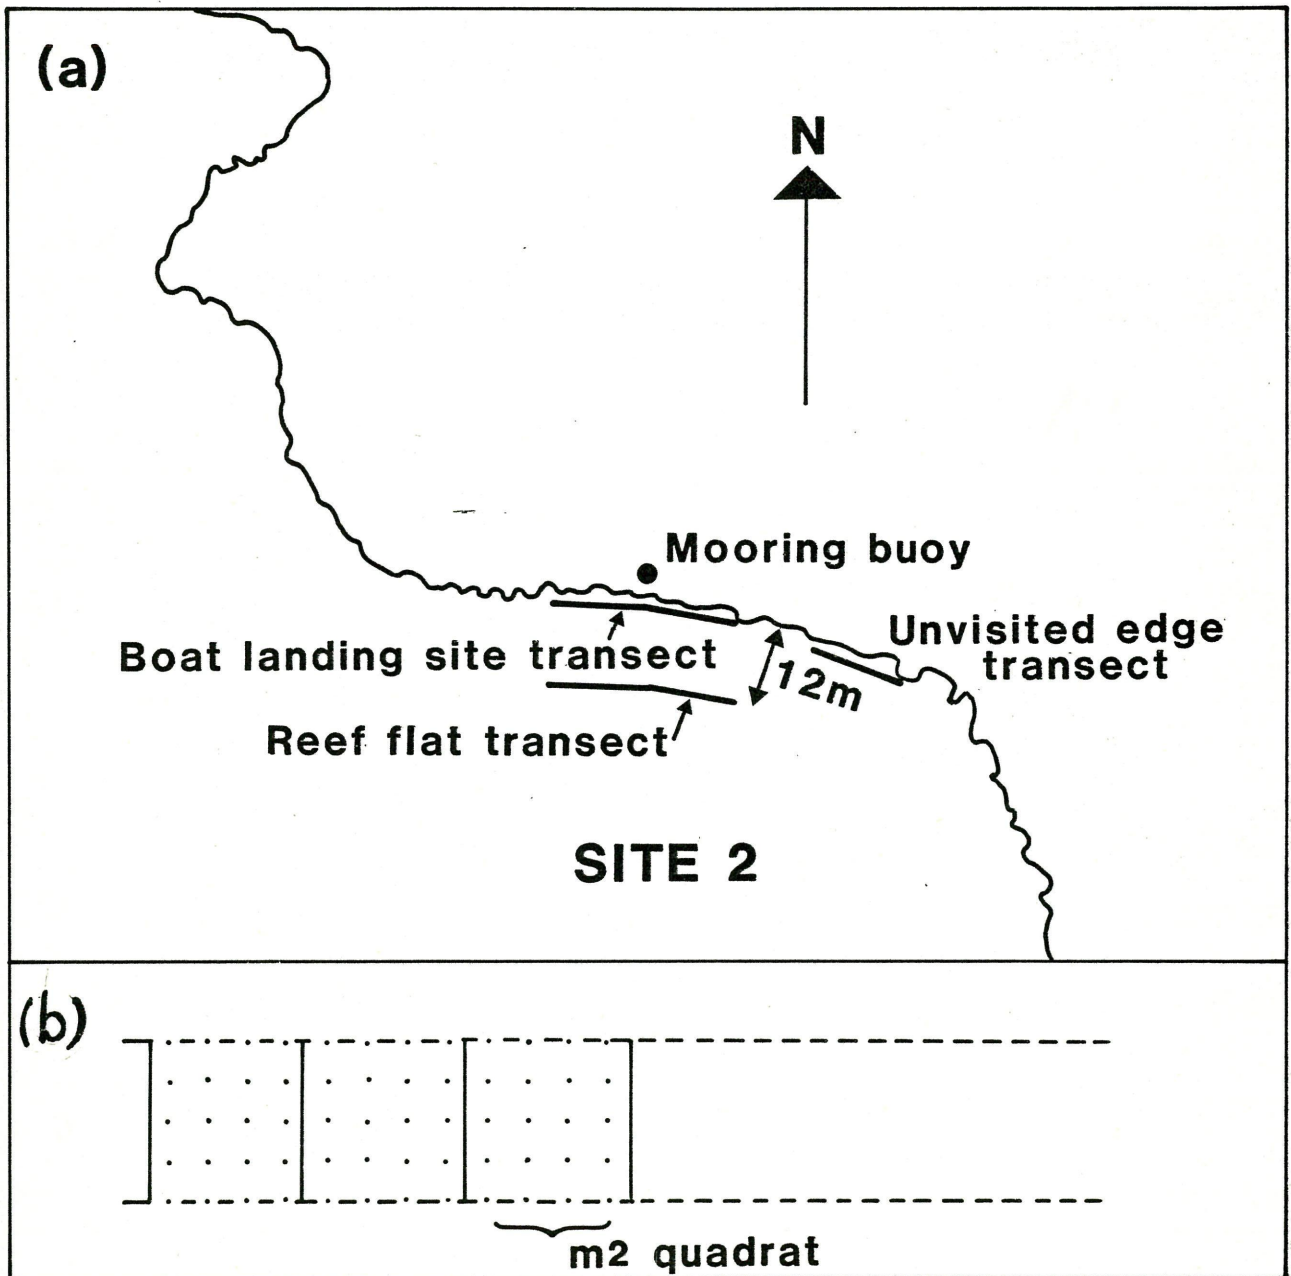 (a)
N
Mooring buoy
Unvisited edge
transect
Boat landing site transect
12m
Reef flat transect
SITE 2
(b)
m2 quadrat